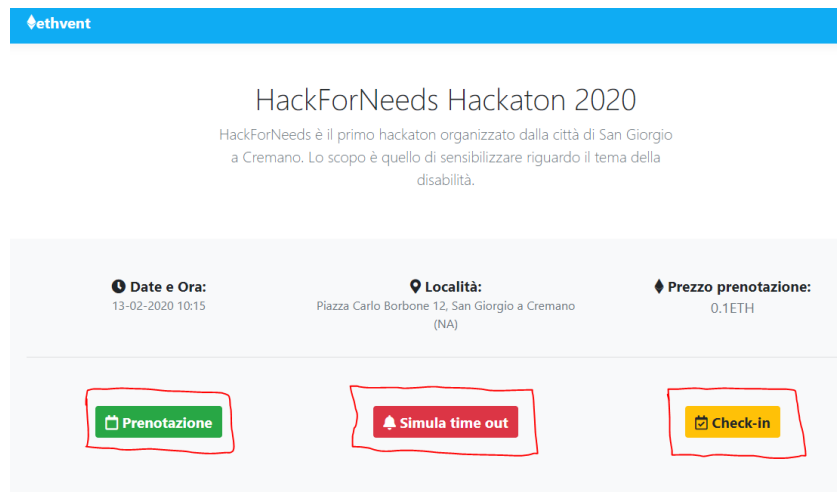 ethvent
HackForNeeds Hackaton 2020
HackForNeeds è il primo hackaton organizzato dalla città di San Giorgio
a Cremano. Lo scopo è quello di sensibilizzare riguardo il tema della
disabilità.
Date e Ora:
13-02-2020 10:15
Località:
Piazza Carlo Borbone 12, San Giorgio a Cremano
(NA)
Prezzo prenotazione:
0.1ETH
Prenotazione
Simula time out
Check-in